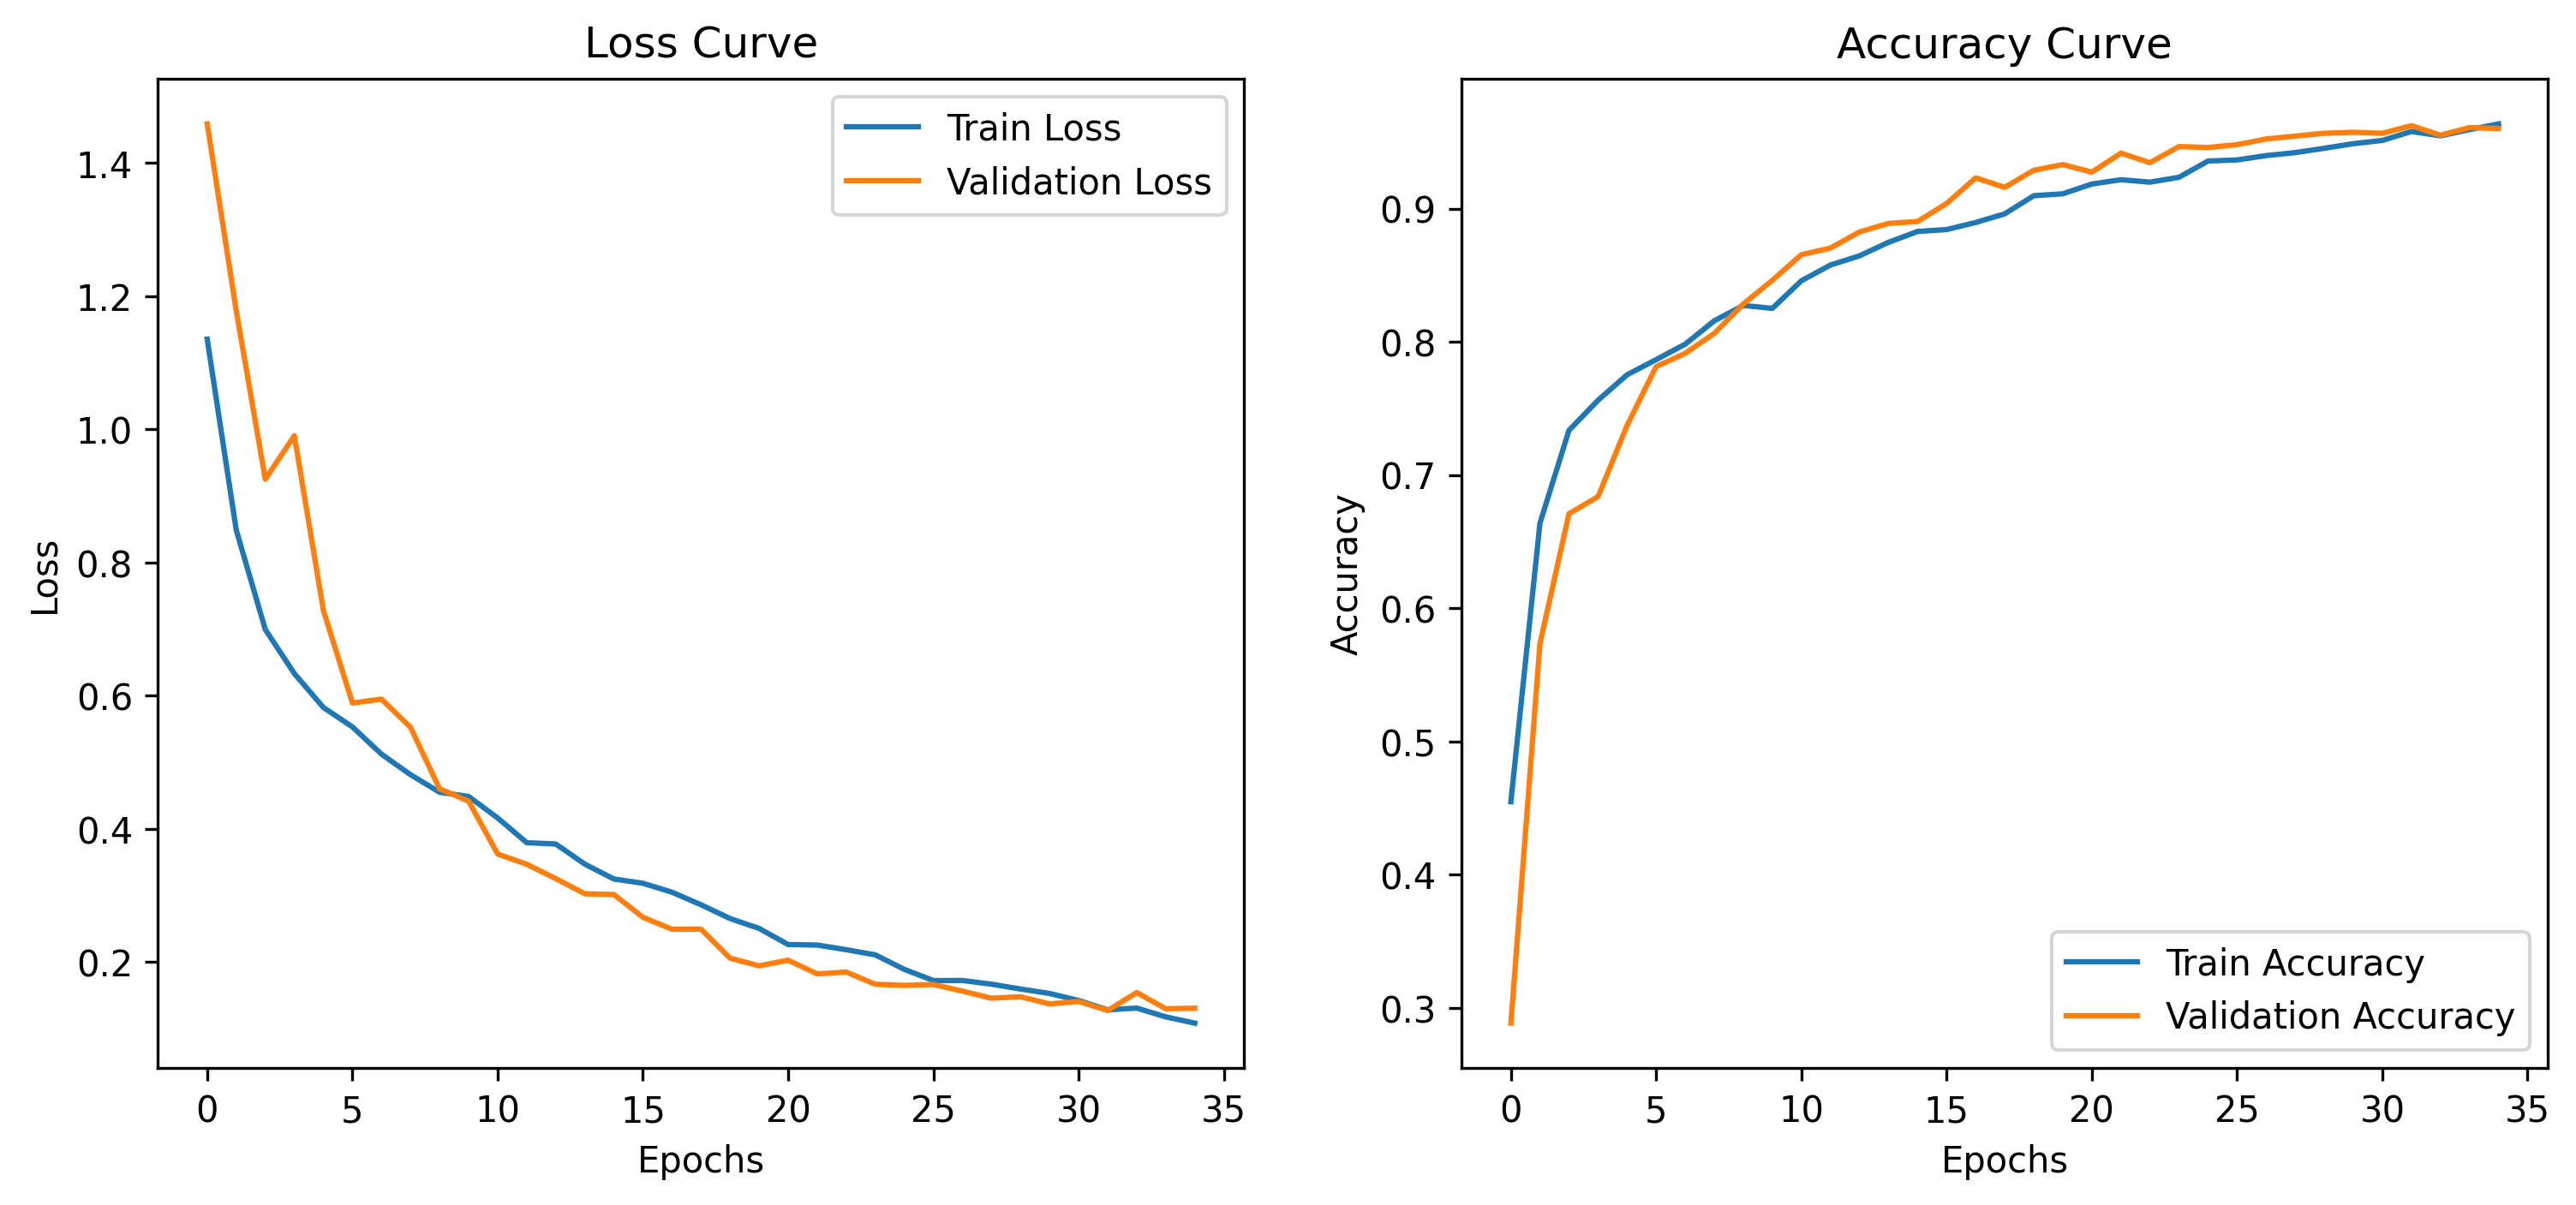 Loss Curve
Loss
1.4
1.2
1.0
0.8
0.6
0.4
0.2
0 5 10 15 20 25 30 35
Epochs
Train Loss
Validation Loss
Accuracy Curve
Accuracy
0.9
0.8
0.7
0.6
0.5
0.4
0.3
0 5 10 15 20 25 30 35
Epochs
Train Accuracy
Validation Accuracy